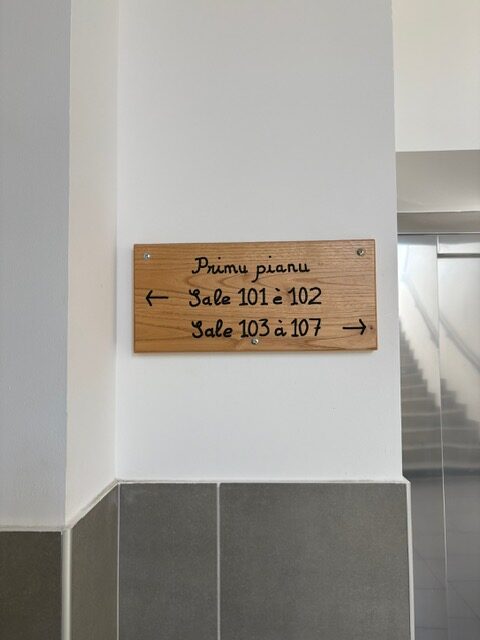 Primu pianu
← Sale 101 è 102
Sale 103 à 107 →